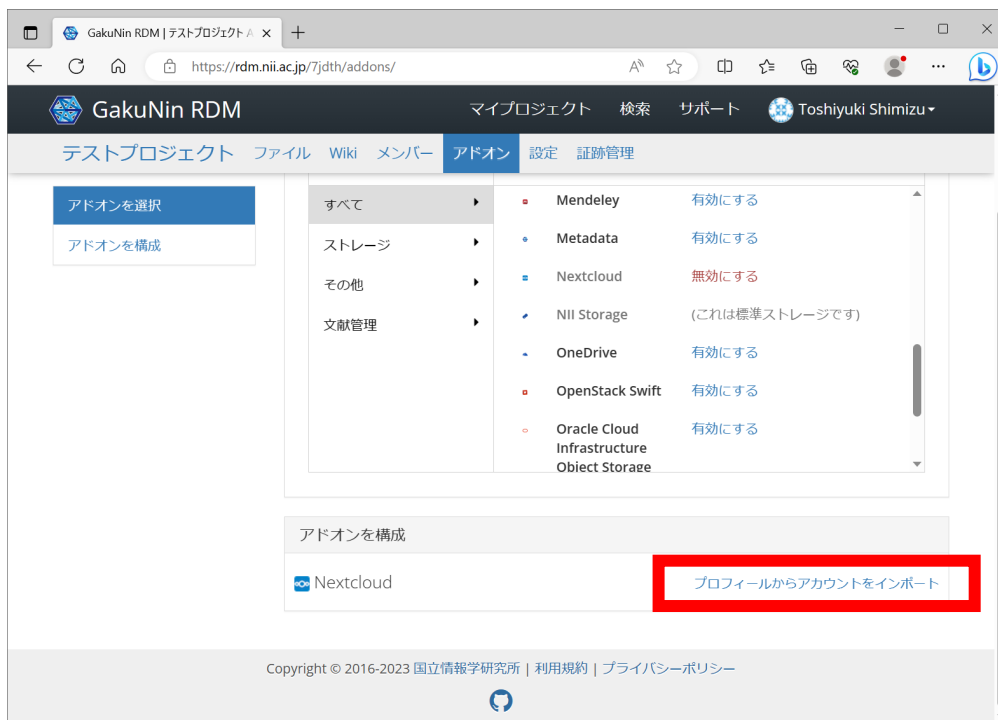 GakuNin RDM | テストプロジェクト A
https://rdm.nii.ac.jp/7jdth/addons/
GakuNin RDM
マイプロジェクト 検索 サポート Toshiyuki Shimizu
テストプロジェクト ファイル Wiki メンバー アドオン 設定 証跡管理
アドオンを選択
アドオンを構成
すべて
ストレージ
その他
文献管理
Mendeley 有効にする
Metadata 有効にする
Nextcloud 無効にする
NII Storage (これは標準ストレージです)
OneDrive 有効にする
OpenStack Swift 有効にする
Oracle Cloud 有効にする
Infrastructure
Object Storage
アドオンを構成
Nextcloud プロフィールからアカウントをインポート
Copyright © 2016-2023 国立情報学研究所 | 利用規約 | プライバシーポリシー